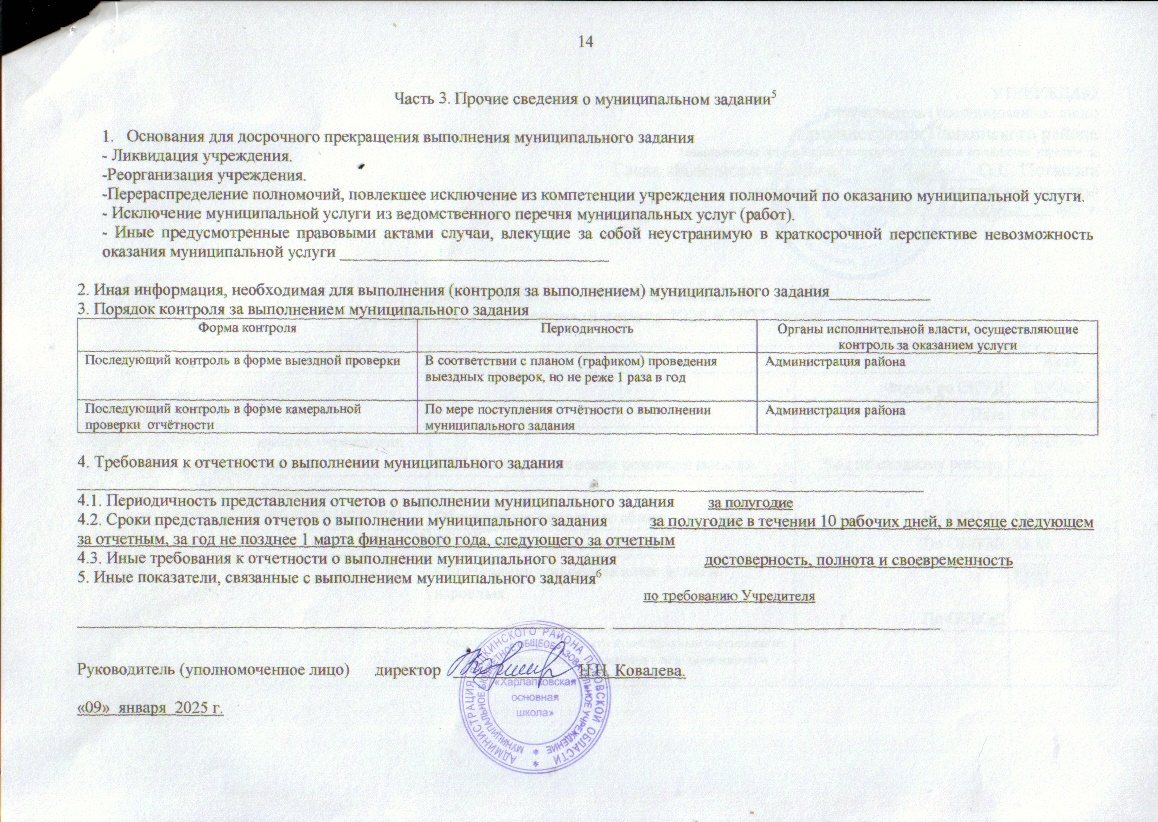 14
Часть 3. Прочие сведения о муниципальном задании5
1. Основания для досрочного прекращения выполнения муниципального задания
- Ликвидация учреждения.
-Реорганизация учреждения.
-Перераспределение полномочий, повлекшее исключение из компетенции учреждения полномочий по оказанию муниципальной услуги.
- Исключение муниципальной услуги из ведомственного перечня муниципальных услуг (работ).
- Иные предусмотренные правовыми актами случаи, влекущие за собой неустранимую в краткосрочной перспективе невозможность
оказания муниципальной услуги
2. Иная информация, необходимая для выполнения (контроля за выполнением) муниципального задания
3. Порядок контроля за выполнением муниципального задания
Форма контроля Периодичность Органы исполнительной власти, осуществляющие
контроль за оказанием услуги
Последующий контроль в форме выездной проверки В соответствии с планом (графиком) проведения Администрация района
выездных проверок, но не реже 1 раза в год
Последующий контроль в форме камеральной По мере поступления отчётности о выполнении Администрация района
проверки отчётности муниципального задания
4. Требования к отчетности о выполнении муниципального задания
4.1. Периодичность представления отчетов о выполнении муниципального задания за полугодие
4.2. Сроки представления отчетов о выполнении муниципального задания за полугодие в течении 10 рабочих дней, в месяце следующем
за отчетным, за год не позднее 1 марта финансового года, следующего за отчетным
4.3. Иные требования к отчетности о выполнении муниципального задания достоверность, полнота и своевременность
5. Иные показатели, связанные с выполнением муниципального задания6
по требованию Учредителя
Руководитель (уполномоченное лицо) директор Н.П. Ковалева.
«Харлапковская
основная
школа»
«09» января 2025 г.